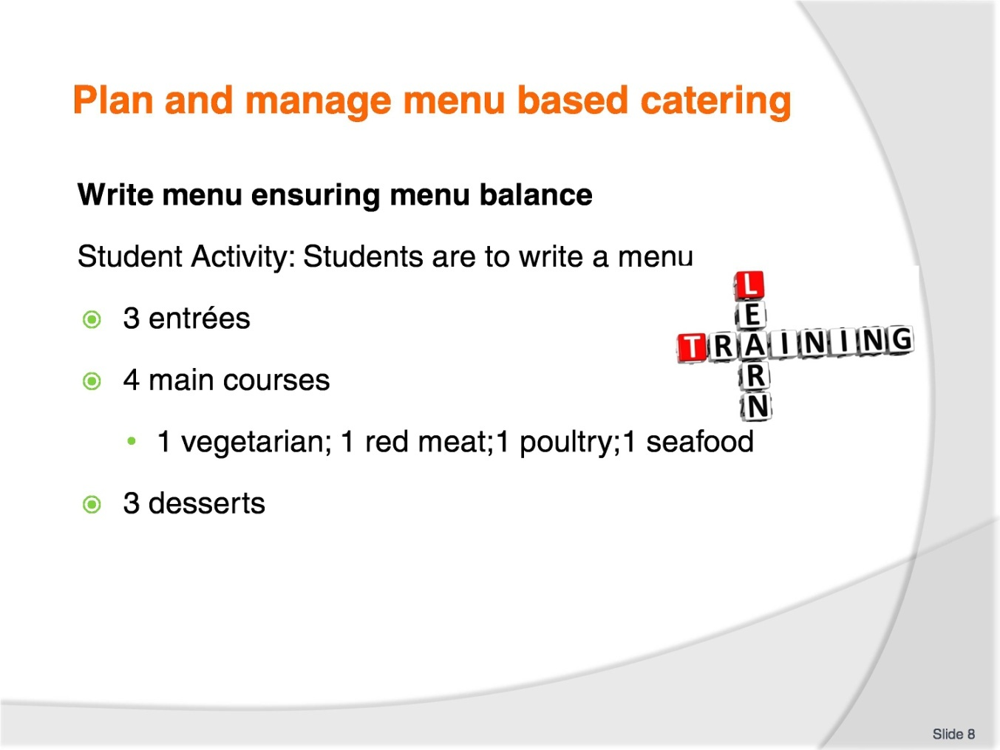 Plan and manage menu based catering
Write menu ensuring menu balance
Student Activity: Students are to write a menu
3 entrées
4 main courses
1 vegetarian; 1 red meat;1 poultry;1 seafood
3 desserts
LEARN
TRAINING
Slide 8